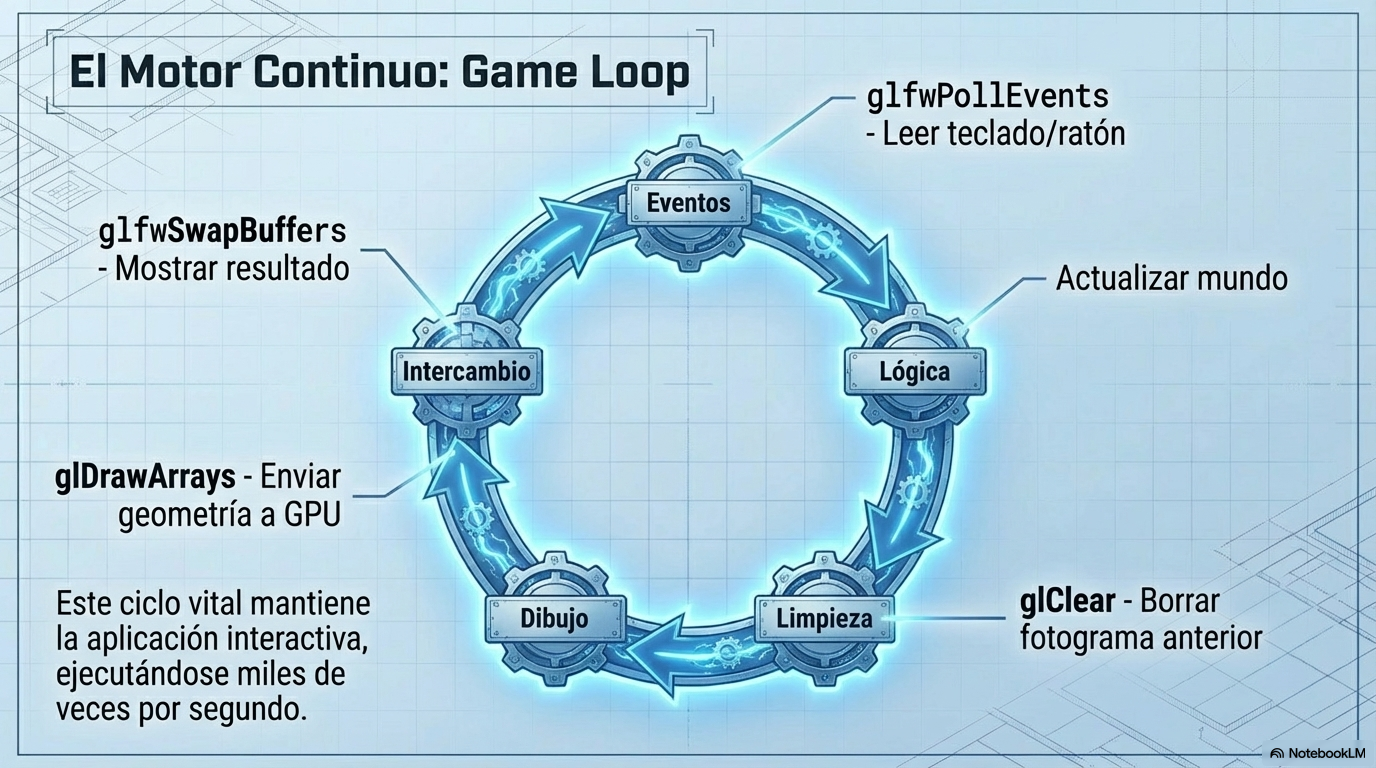 El Motor Continuo: Game Loop
glfwPollEvents
- Leer teclado/ratón
Eventos
glfwSwapBuffers
- Mostrar resultado
Actualizar mundo
Intercambio
Lógica
glDrawArrays - Enviar
geometría a GPU
Dibujo
Limpieza
glClear - Borrar
fotograma anterior
Este ciclo vital mantiene
la aplicación interactiva,
ejecutándose miles de
veces por segundo.
NotebookLM